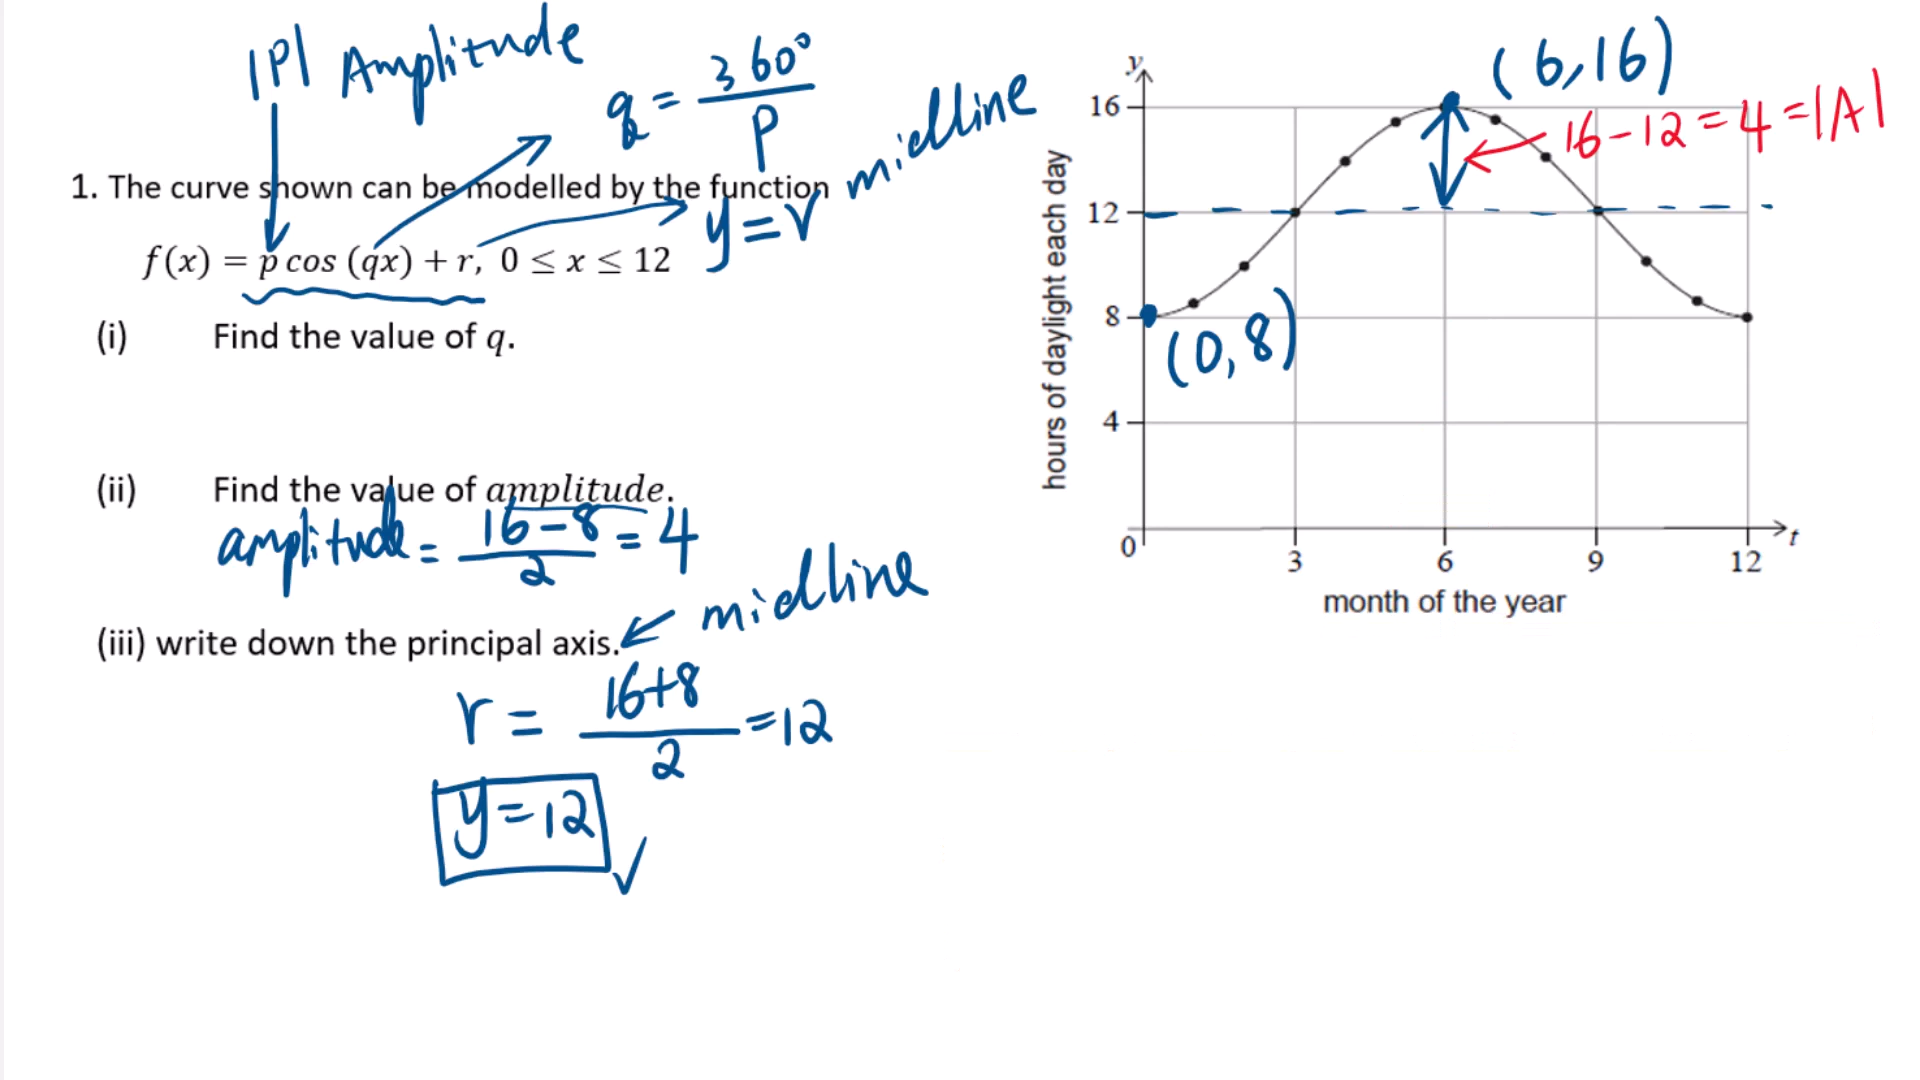 |P| Amplitude
q = 360° / P
midline
1. The curve shown can be modelled by the function
y = r
f(x) = p cos (qx) + r, 0 ≤ x ≤ 12
(i) Find the value of q.
(ii) Find the value of amplitude.
amplitude = 16-8 / 2 = 4
midline
(iii) write down the principal axis.
r = 16+8 / 2 = 12
y = 12 ✓
y
(6,16)
16 - 12 = 4 = |A|
16
12
8
(0,8)
4
0
3 6 9 12
t
hours of daylight each day
month of the year